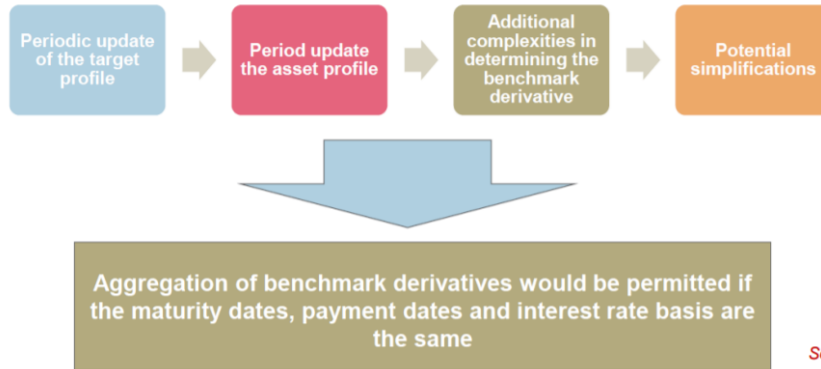 Periodic update
of the target
profile
Period update
the asset profile
Additional
complexities in
determining the
benchmark
derivative
Potential
simplifications
Aggregation of benchmark derivatives would be permitted if
the maturity dates, payment dates and interest rate basis are
the same